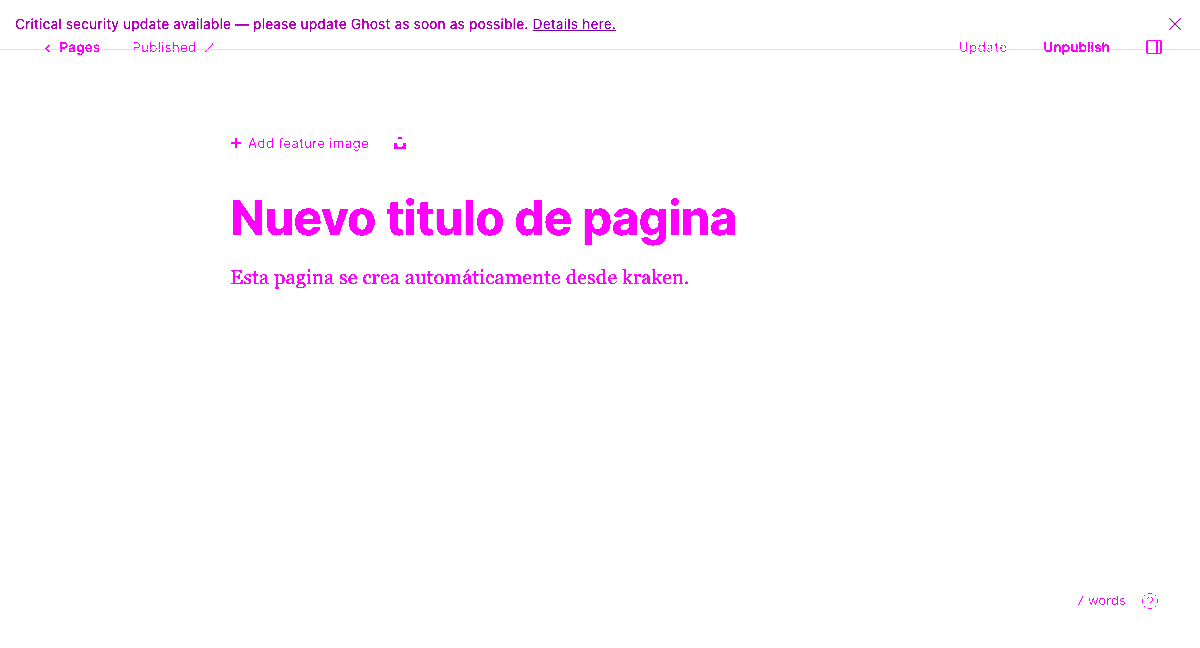 Critical security update available — please update Ghost as soon as possible. Details here.
Pages Published Update Unpublish
Add feature image
Nuevo titulo de pagina
Esta pagina se crea automáticamente desde kraken.
words